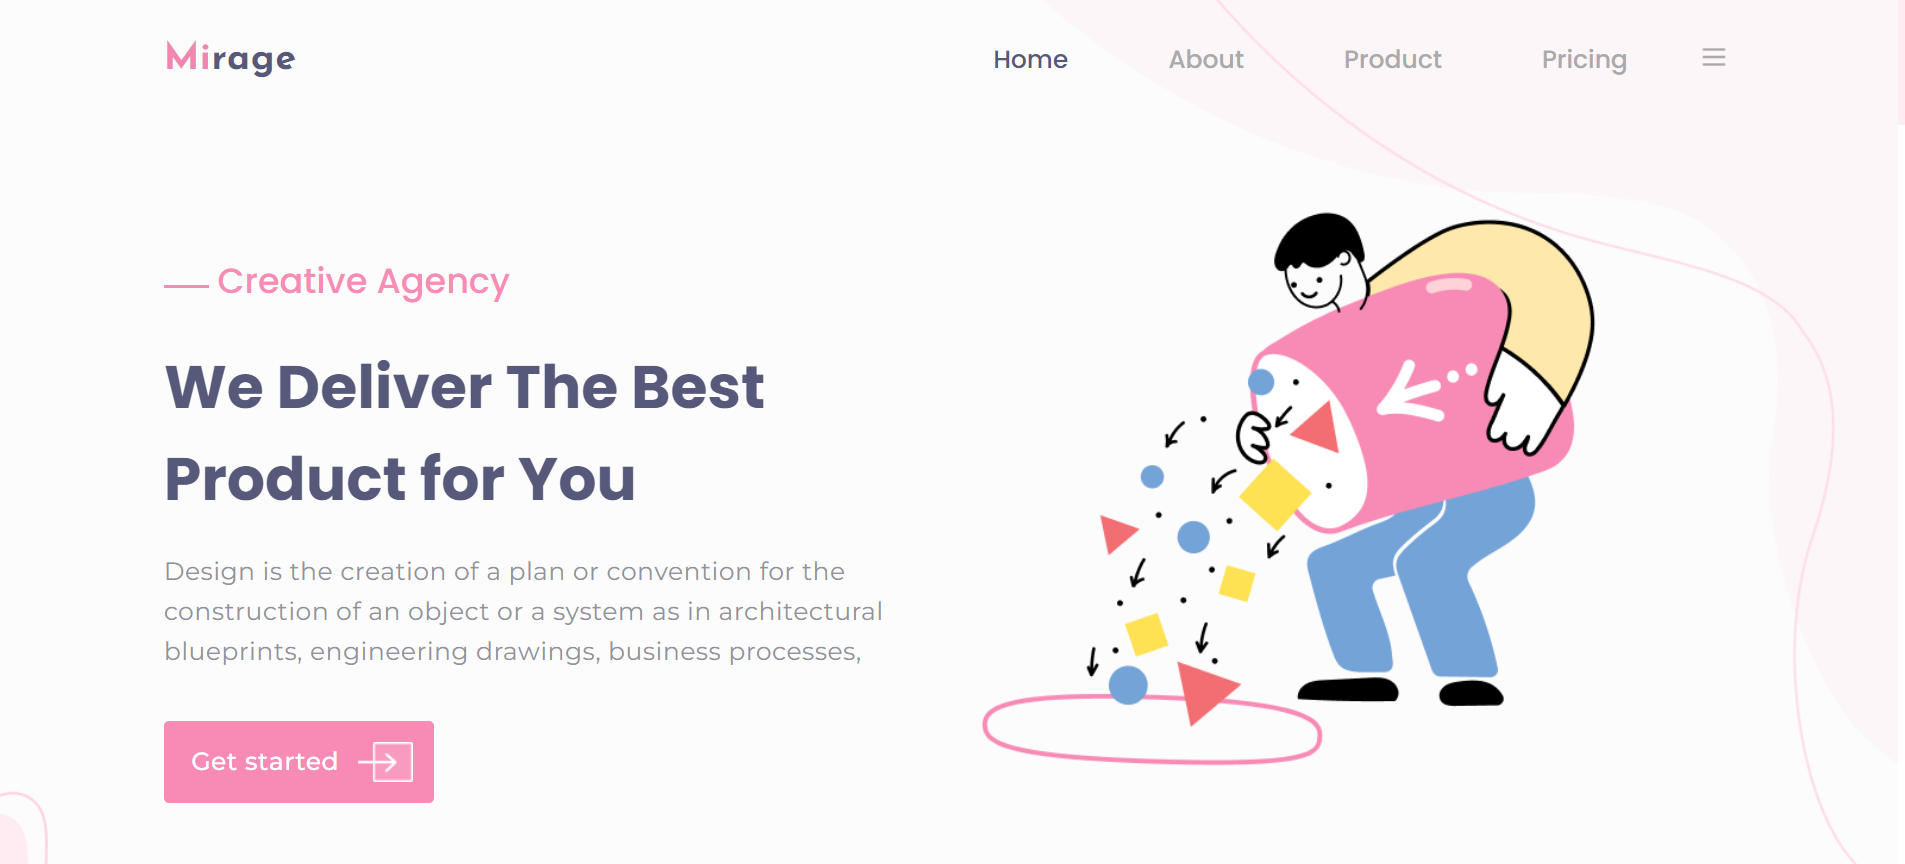 Mirage
Home About Product Pricing
Creative Agency
We Deliver The Best
Product for You
Design is the creation of a plan or convention for the
construction of an object or a system as in architectural
blueprints, engineering drawings, business processes,
Get started